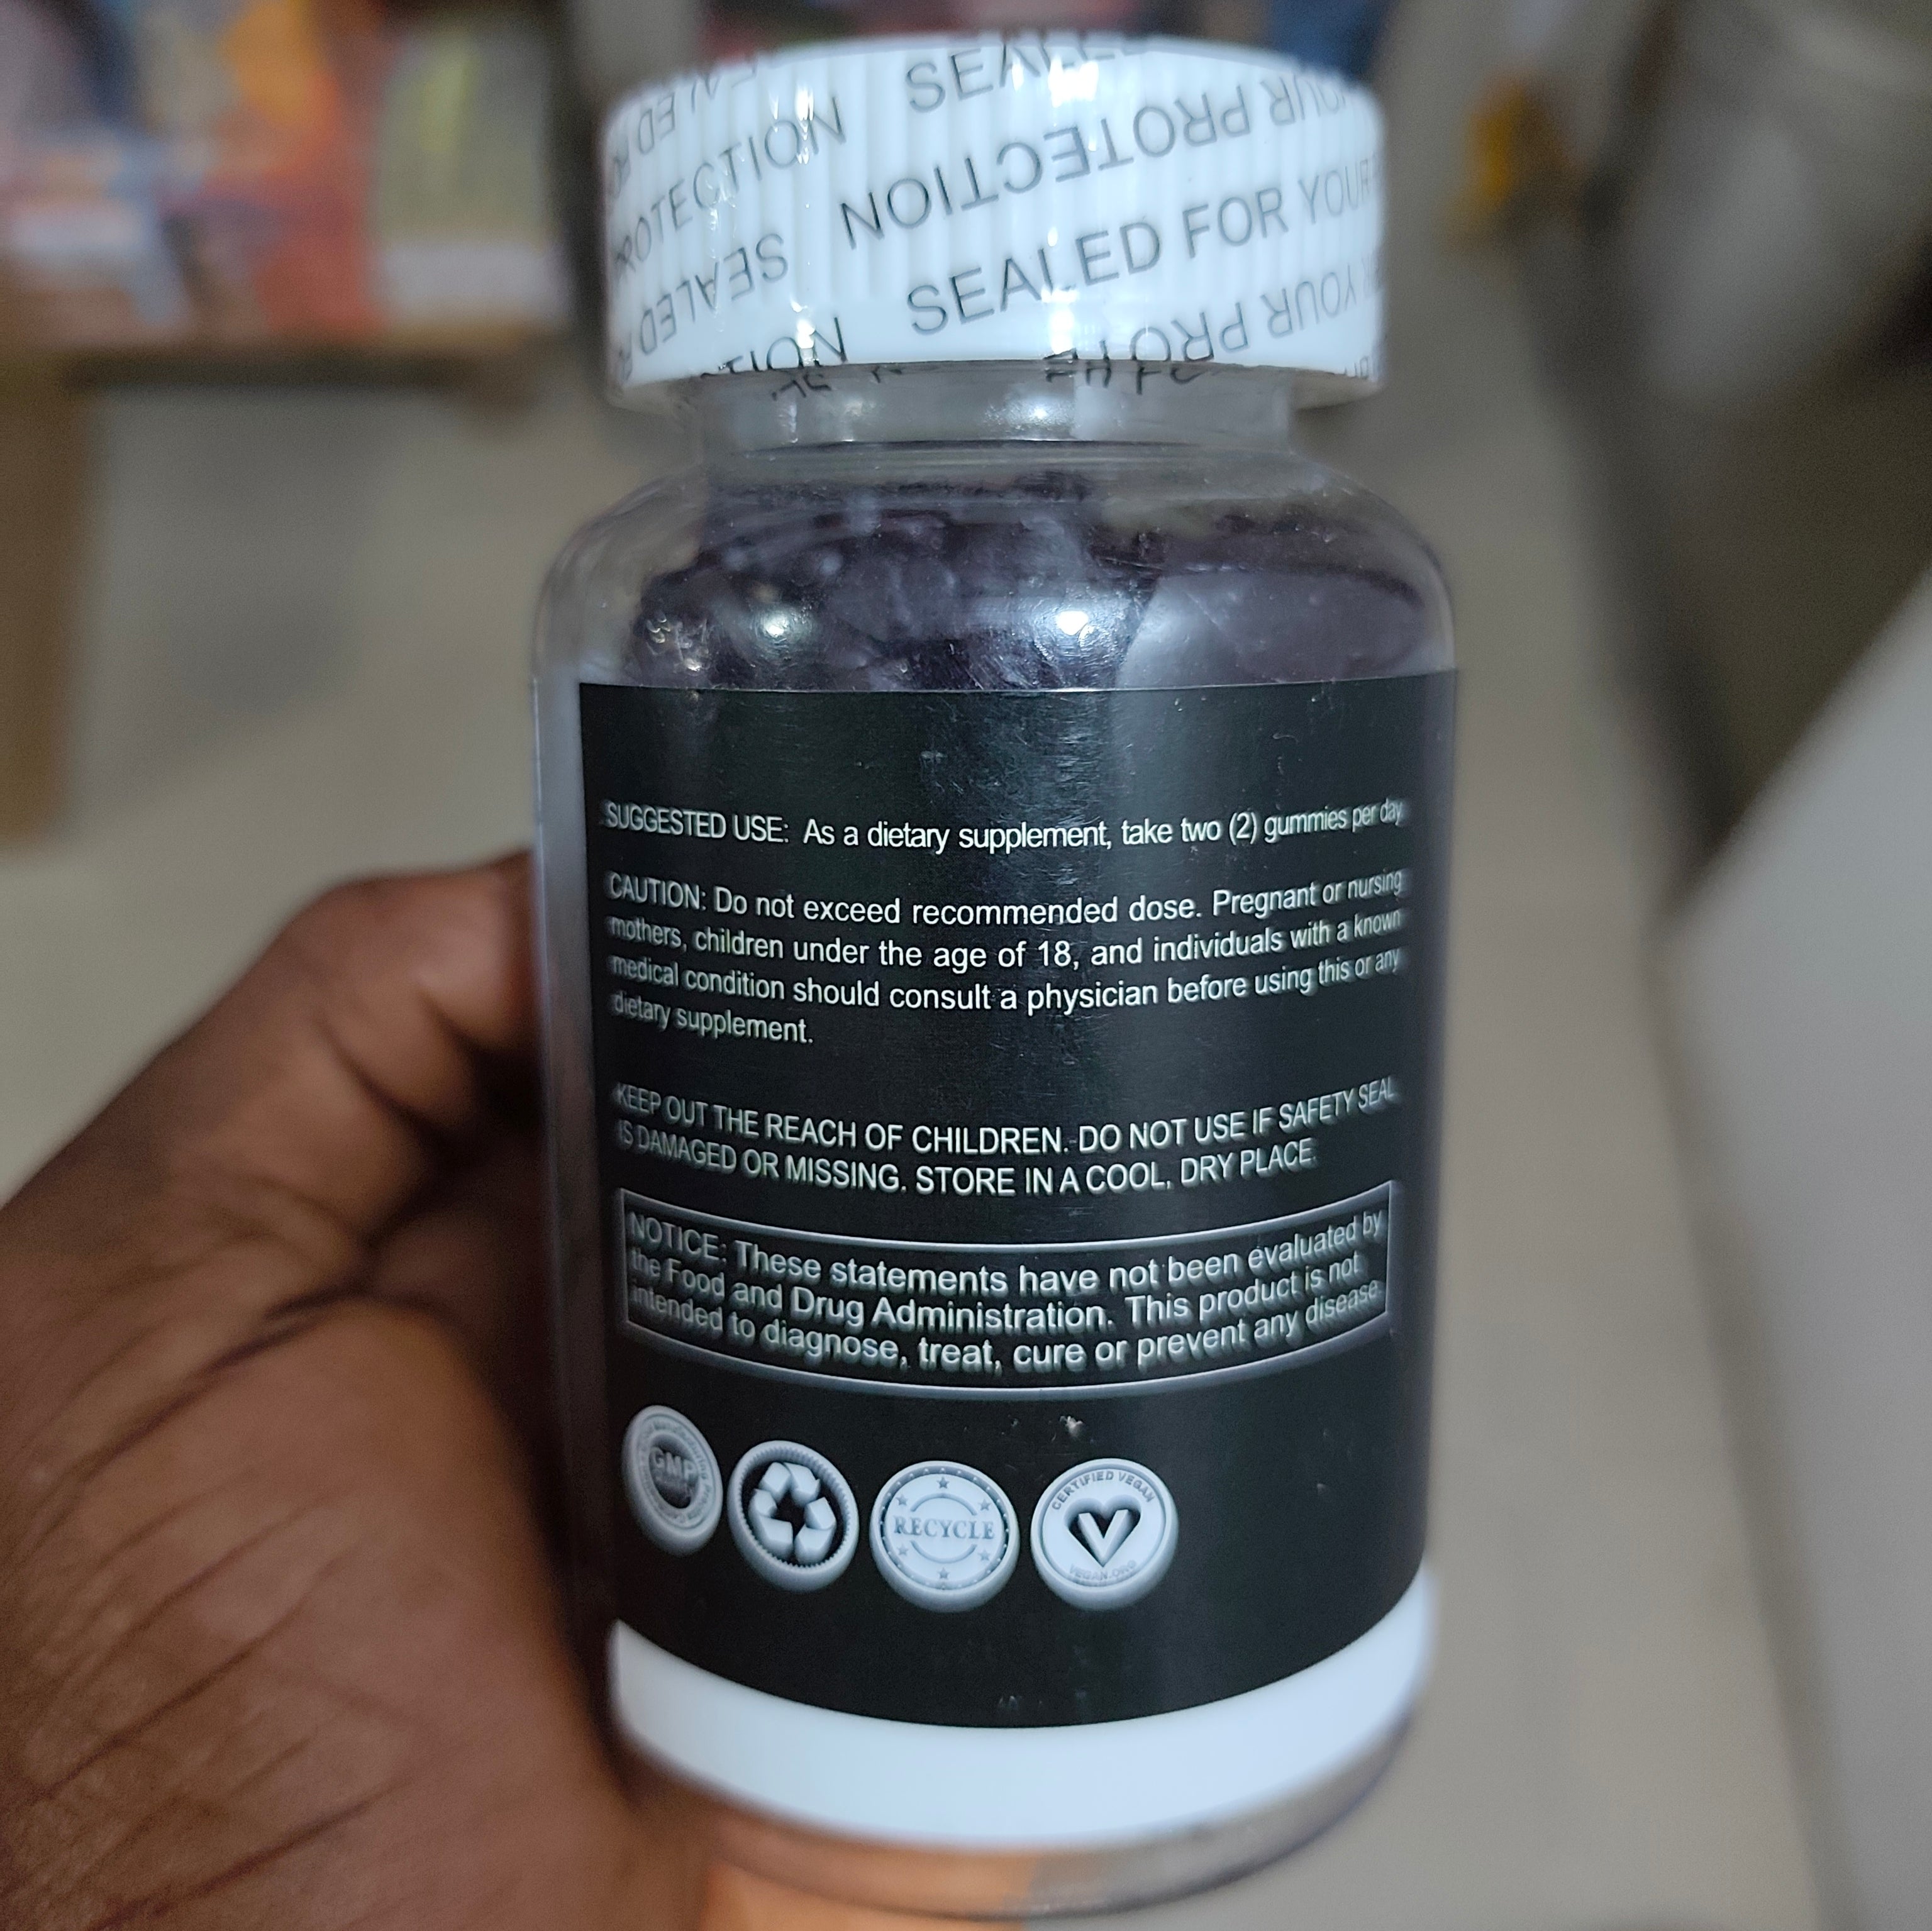 SEALED
PROTECTION
YOUR PROTECTION
SEALED FOR YOUR
SEALED
YOUR PROTE
SUGGESTED USE: As a dietary supplement, take two (2) gummies per day
CAUTION: Do not exceed recommended dose. Pregnant or nursing
mothers, children under the age of 18, and individuals with a known
medical condition should consult a physician before using this or any
dietary supplement.
KEEP OUT THE REACH OF CHILDREN. DO NOT USE IF SAFETY SEAL
IS DAMAGED OR MISSING. STORE IN A COOL, DRY PLACE.
NOTICE: These statements have not been evaluated by
the Food and Drug Administration. This product is not
intended to diagnose, treat, cure or prevent any disease
GMP
RECYCLE
CERTIFIED VEGAN
V
VEGAN.ORG